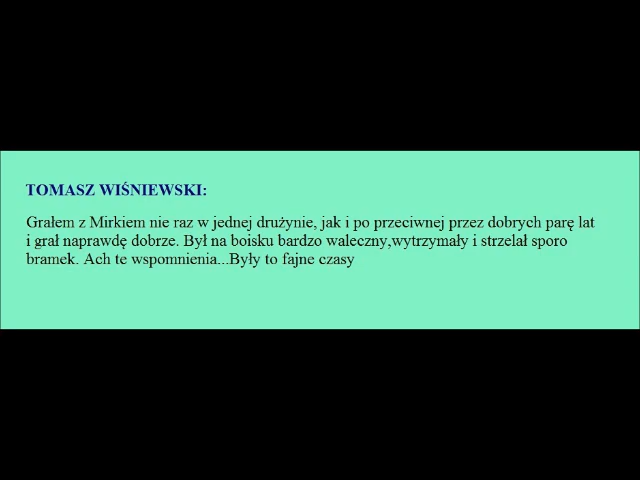 TOMASZ WIŚNIEWSKI:
Grałem z Mirkiem nie raz w jednej drużynie, jak i po przeciwnej przez dobrych parę lat
i grał naprawdę dobrze. Był na boisku bardzo waleczny,wytrzymały i strzelał sporo
bramek. Ach te wspomnienia...Były to fajne czasy